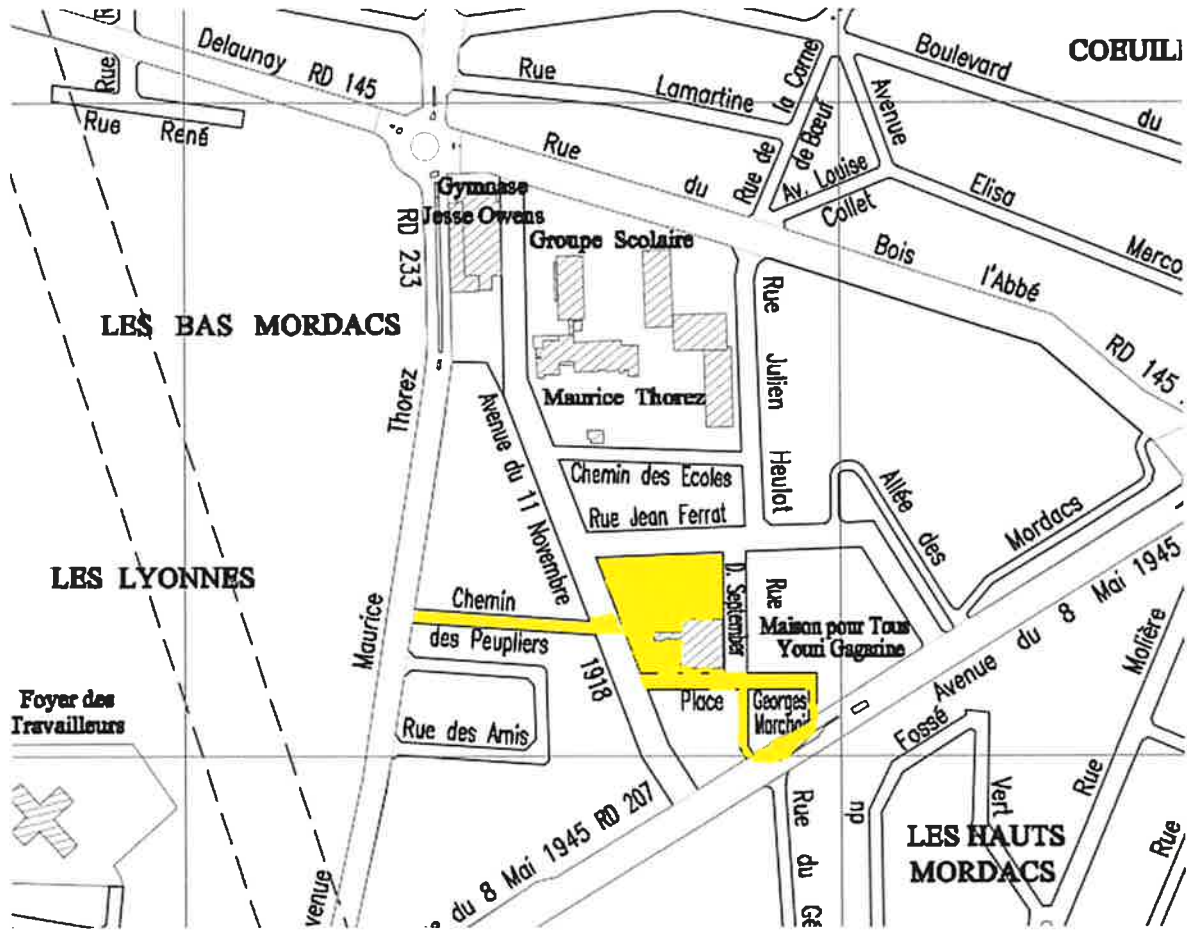 Delaunay RD 145
Rue
Lamartine
Rue de la Corne
de Bœuf
Avenue
Boulevard
du
COEUIL
Rue
Rue René
Rue
du
Av. Louise
Collet
Elisa
Merco
Bois
l'Abbé
RD 145
Gymnase
Jesse Owens
RD 233
Groupe Scolaire
LES BAS MORDACS
Maurice Thorez
Rue Julien Heulot
Thorez
Avenue du 11 Novembre
Chemin des Ecoles
Rue Jean Ferrat
Allée des
Mordacs
LES LYONNES
Chemin
des Peupliers
D. September
Rue
Maison pour Tous
Youri Gagarine
Avenue du 8 Mai 1945
Molière
Maurice
1918
Place
Georges
Foyer des
Travailleurs
Rue des Amis
Fossé
Vert
Rue
du
Rue du Gé
LES HAUTS
MORDACS
Rue
venue
e du 8 Mai 1945 RD 207